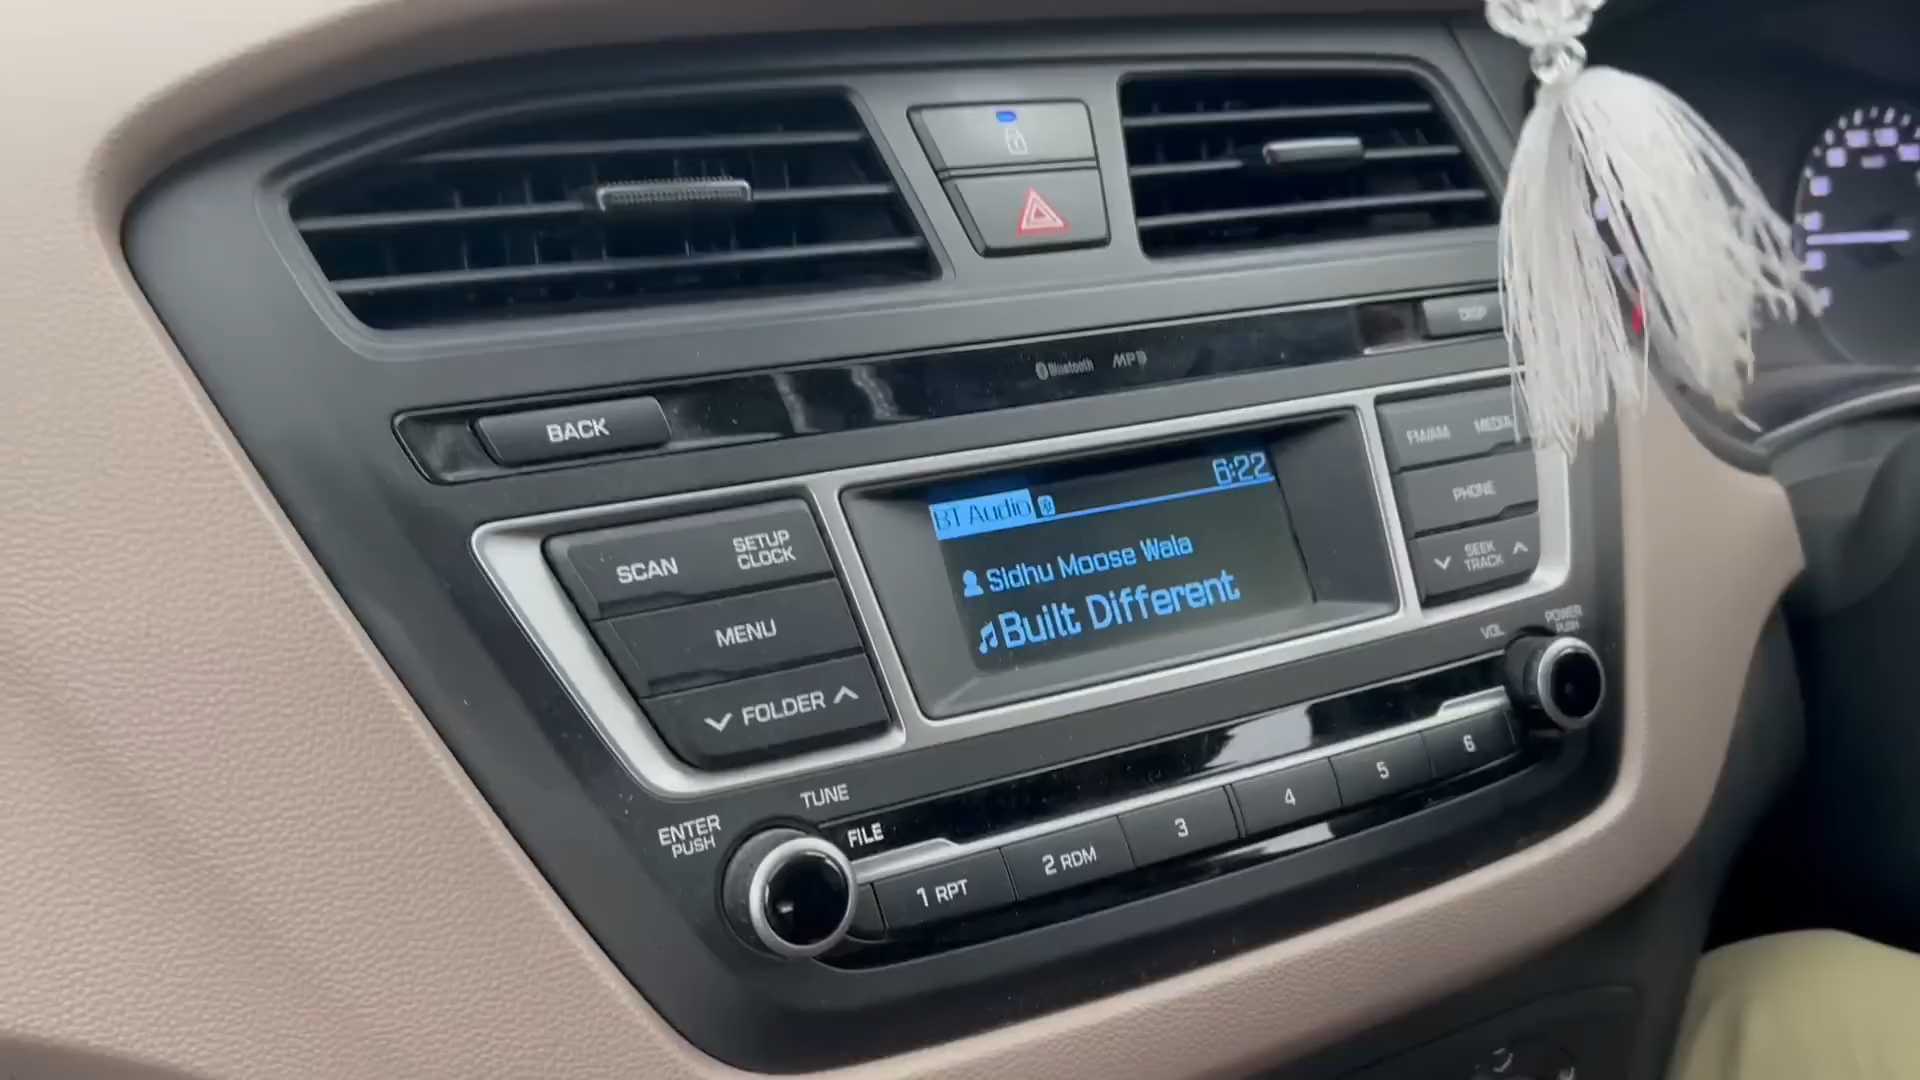 Bluetooth MP3
DISP
BACK
6:22
BT Audio
Sidhu Moose Wala
Built Different
SCAN
SETUP
CLOCK
MENU
FOLDER
FM/AM
MEDIA
PHONE
SEEK
TRACK
VOL
POWER
PUSH
TUNE
ENTER
PUSH
FILE
1 RPT
2 RDM
3
4
5
6